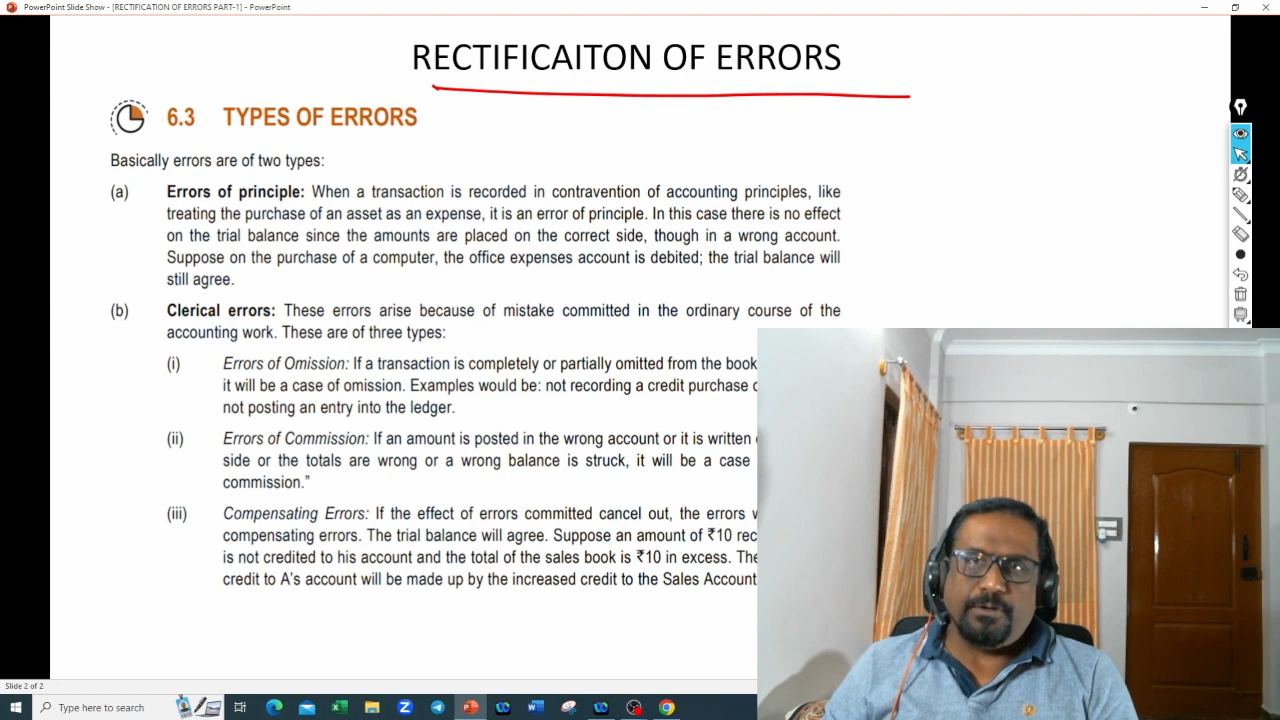 PowerPoint Slide Show - [RECTIFICATION OF ERRORS PART-1] - PowerPoint
RECTIFICAITON OF ERRORS
6.3 TYPES OF ERRORS
Basically errors are of two types:
(a) Errors of principle: When a transaction is recorded in contravention of accounting principles, like
treating the purchase of an asset as an expense, it is an error of principle. In this case there is no effect
on the trial balance since the amounts are placed on the correct side, though in a wrong account.
Suppose on the purchase of a computer, the office expenses account is debited; the trial balance will
still agree.
(b) Clerical errors: These errors arise because of mistake committed in the ordinary course of the
accounting work. These are of three types:
(i) Errors of Omission: If a transaction is completely or partially omitted from the book
it will be a case of omission. Examples would be: not recording a credit purchase
not posting an entry into the ledger.
(ii) Errors of Commission: If an amount is posted in the wrong account or it is written
side or the totals are wrong or a wrong balance is struck, it will be a case
commission.”
(iii) Compensating Errors: If the effect of errors committed cancel out, the errors
compensating errors. The trial balance will agree. Suppose an amount of ₹10 rec
is not credited to his account and the total of the sales book is ₹10 in excess. The
credit to A's account will be made up by the increased credit to the Sales Account
Slide 2 of 2
Type here to search